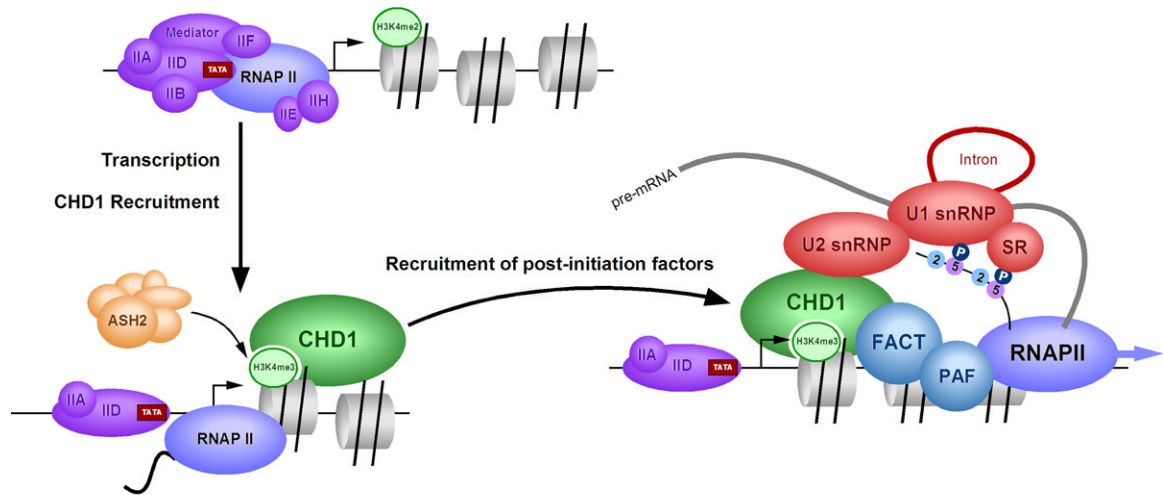 Mediator
IIF
IIA
IID
TATA
RNAP II
IIB
IIE
IIH
H3K4me2
Transcription
CHD1 Recruitment
ASH2
CHD1
H3K4me3
IIA
IID
TATA
RNAP II
Recruitment of post-initiation factors
pre-mRNA
Intron
U1 snRNP
U2 snRNP
SR
P
2
5
P
2
5
CHD1
H3K4me3
FACT
PAF
RNAPII
IIA
IID
TATA